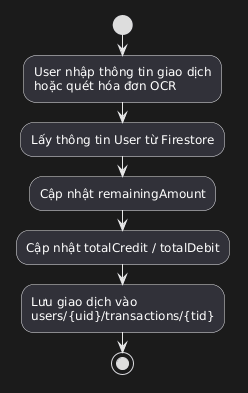 User nhập thông tin giao dịch
hoặc quét hóa đơn OCR
Lấy thông tin User từ Firestore
Cập nhật remainingAmount
Cập nhật totalCredit / totalDebit
Lưu giao dịch vào
users/{uid}/transactions/{tid}